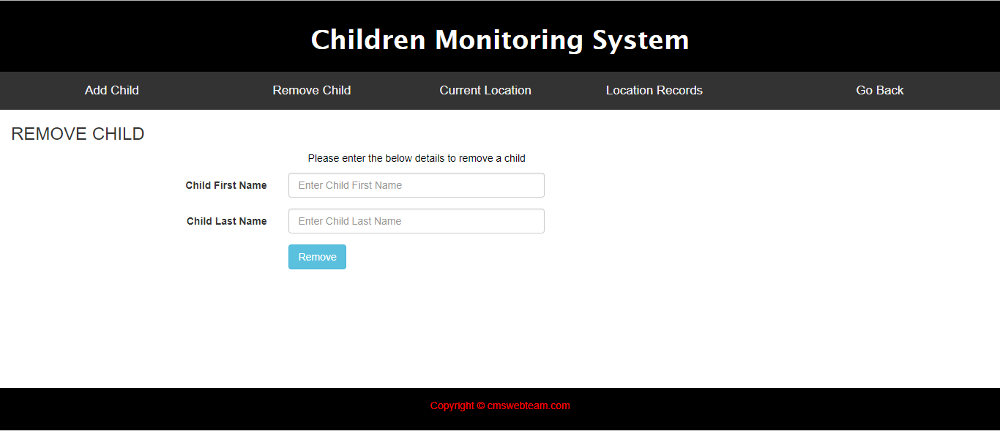 Children Monitoring System
Add Child Remove Child Current Location Location Records Go Back
REMOVE CHILD
Please enter the below details to remove a child
Child First Name Enter Child First Name
Child Last Name Enter Child Last Name
Remove
Copyright © cmswebteam.com